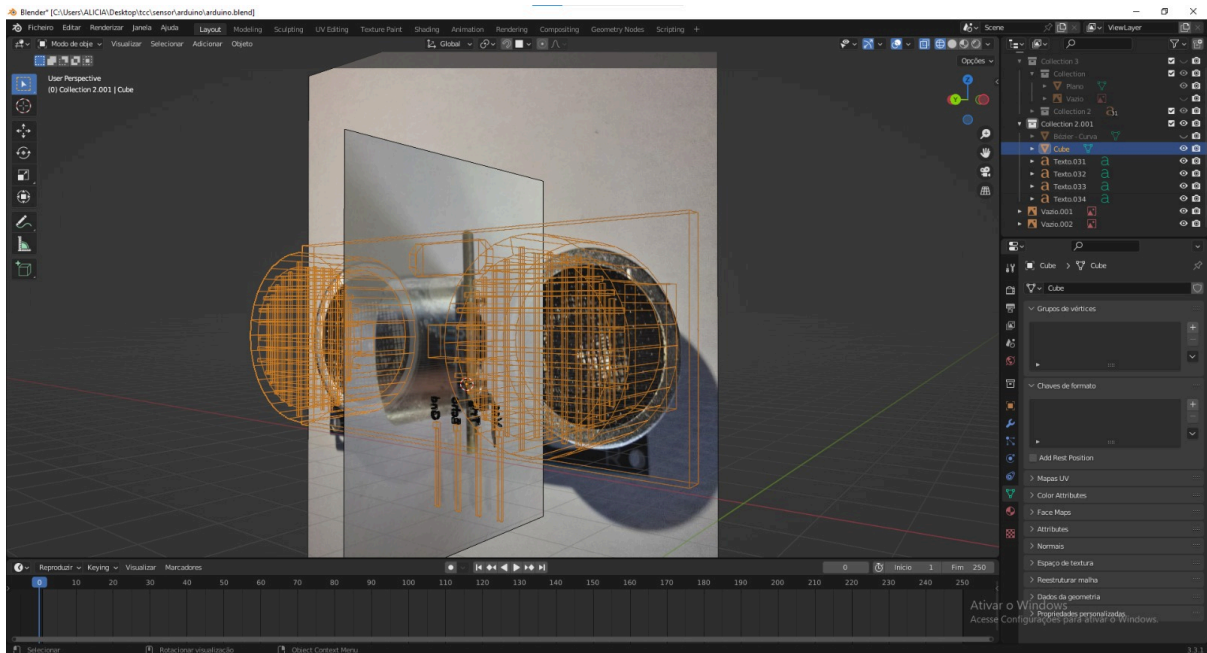 Blender* [C:\Users\ALICIA\Desktop\tcc\sensor\arduino\arduino.blend]
Ficheiro Editar Renderizar Janela Ajuda Layout Modeling Sculpting UV Editing Texture Paint Shading Animation Rendering Compositing Geometry Nodes Scripting + Scene ViewLayer
Modo de obje Visualizar Selecionar Adicionar Objeto Global
Opções
User Perspective
(0) Collection 2.001 | Cube
Z
Y
Collection 3
Collection
Plano
Vazio
Collection 2
Collection 2.001
Bézier - Curva
Cube
Texto.031
Texto.032
Texto.033
Texto.034
Vazio.001
Vazio.002
Cube > Cube
Cube
Grupos de vértices
Chaves de formato
Add Rest Position
Mapas UV
Color Attributes
Face Maps
Attributes
Normais
Espaço de textura
Reestruturar malha
Dados da geometria
Propriedades personalizadas
Gnd
Reproduzir Keying Visualizar Marcadores 0 Início 1 Fim 250
0 10 20 30 40 50 60 70 80 90 100 110 120 130 140 150 160 170 180 190 200 210 220 230 240 250
Ativar o Windows
Acesse Configurações para ativar o Windows.
Selecionar Rotacionar visualização Object Context Menu 3.3.1